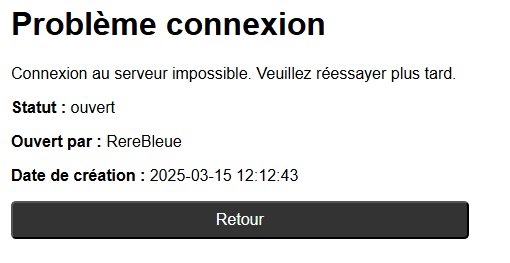 Problème connexion
Connexion au serveur impossible. Veuillez réessayer plus tard.
Statut : ouvert
Ouvert par : RereBleue
Date de création : 2025-03-15 12:12:43
Retour